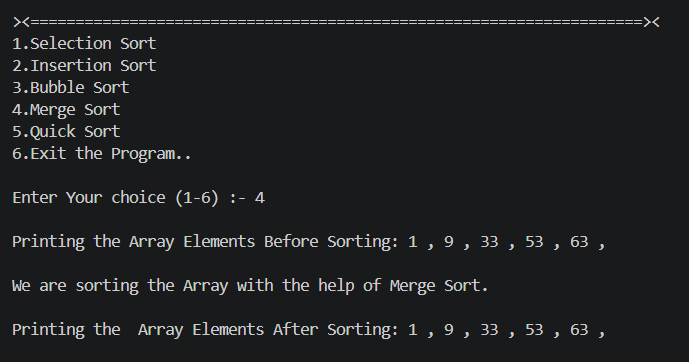 ><====================================================================><
1.Selection Sort
2.Insertion Sort
3.Bubble Sort
4.Merge Sort
5.Quick Sort
6.Exit the Program..
Enter Your choice (1-6) :- 4
Printing the Array Elements Before Sorting: 1 , 9 , 33 , 53 , 63 ,
We are sorting the Array with the help of Merge Sort.
Printing the  Array Elements After Sorting: 1 , 9 , 33 , 53 , 63 ,